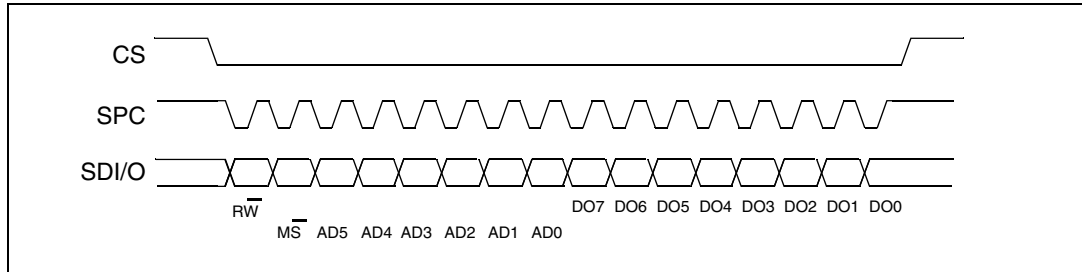 CS
SPC
SDI/O
RW̅ DO7 DO6 DO5 DO4 DO3 DO2 DO1 DO0
MS̅ AD5 AD4 AD3 AD2 AD1 AD0